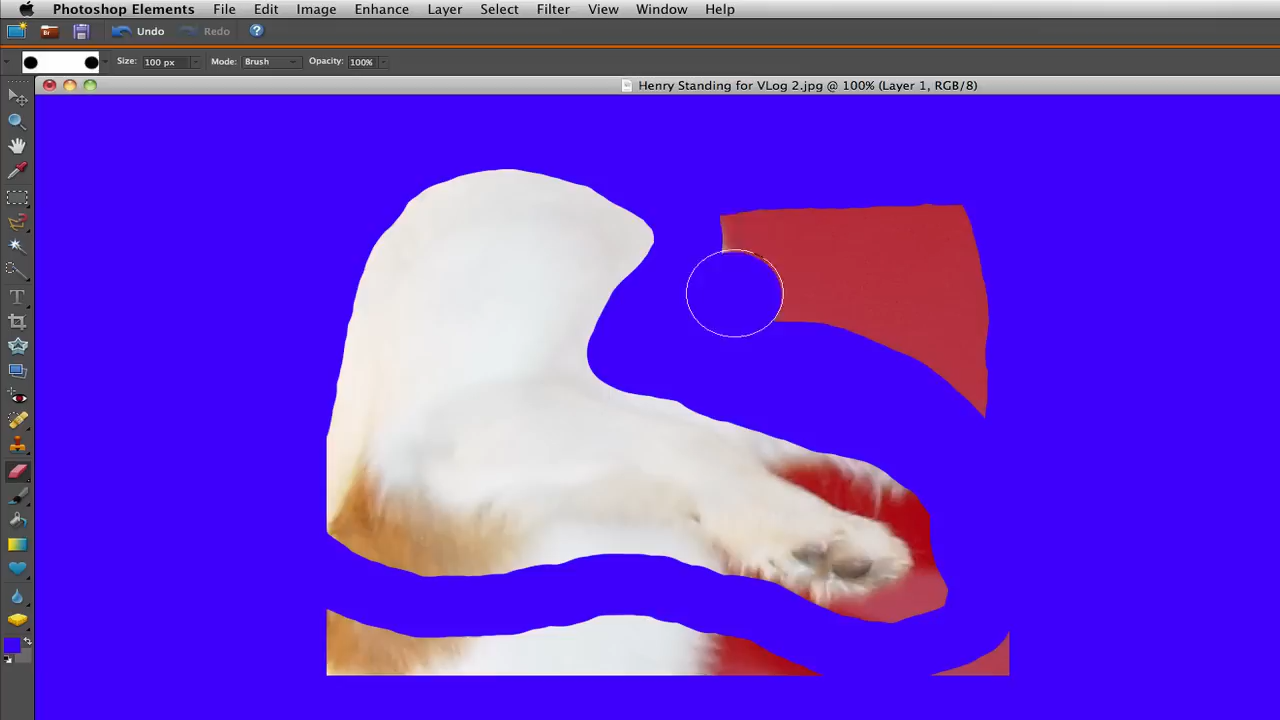 Photoshop Elements File Edit Image Enhance Layer Select Filter View Window Help
Br Undo Redo ?
Size: 100 px Mode: Brush Opacity: 100%
Henry Standing for VLog 2.jpg @ 100% (Layer 1, RGB/8)
T